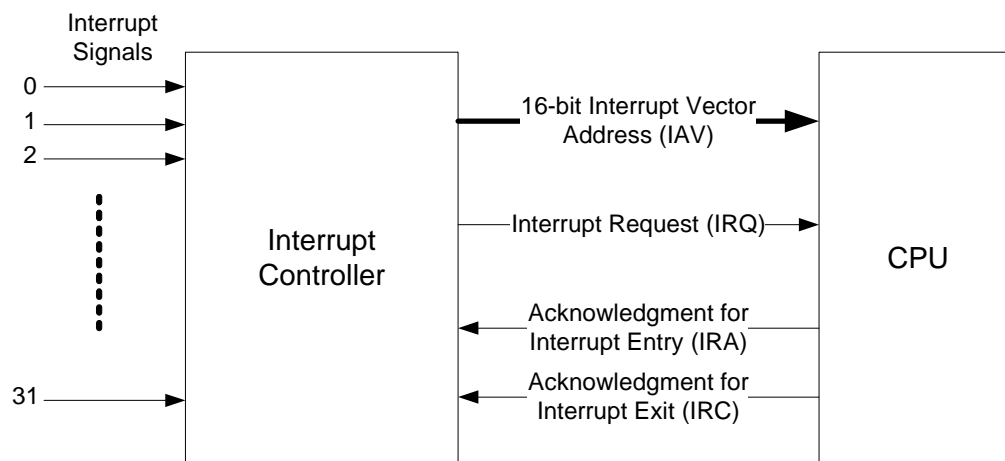 Interrupt
Signals
0
1
2
31
Interrupt
Controller
16-bit Interrupt Vector
Address (IAV)
Interrupt Request (IRQ)
Acknowledgment for
Interrupt Entry (IRA)
Acknowledgment for
Interrupt Exit (IRC)
CPU